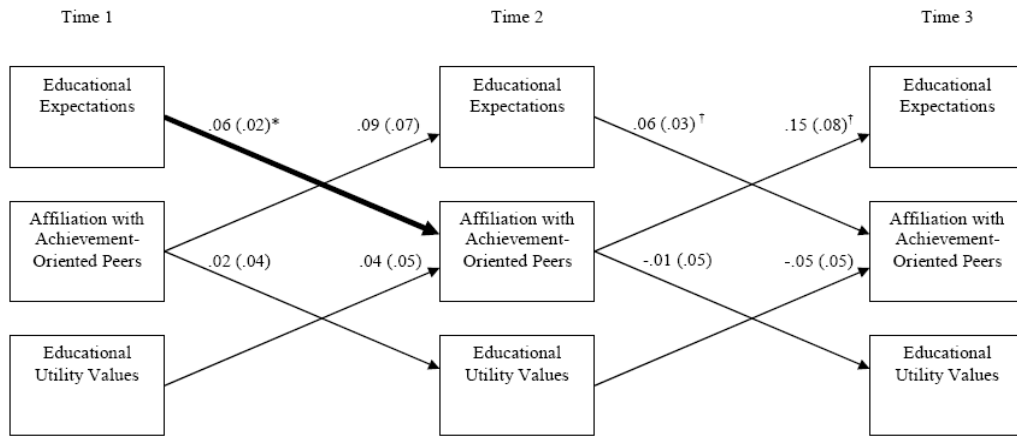 Time 1
Time 2
Time 3
Educational
Expectations
Educational
Expectations
Educational
Expectations
.06 (.02)*
.09 (.07)
.06 (.03) †
.15 (.08)†
Affiliation with
Achievement-
Oriented Peers
Affiliation with
Achievement-
Oriented Peers
Affiliation with
Achievement-
Oriented Peers
.02 (.04)
.04 (.05)
-.01 (.05)
-.05 (.05)
Educational
Utility Values
Educational
Utility Values
Educational
Utility Values